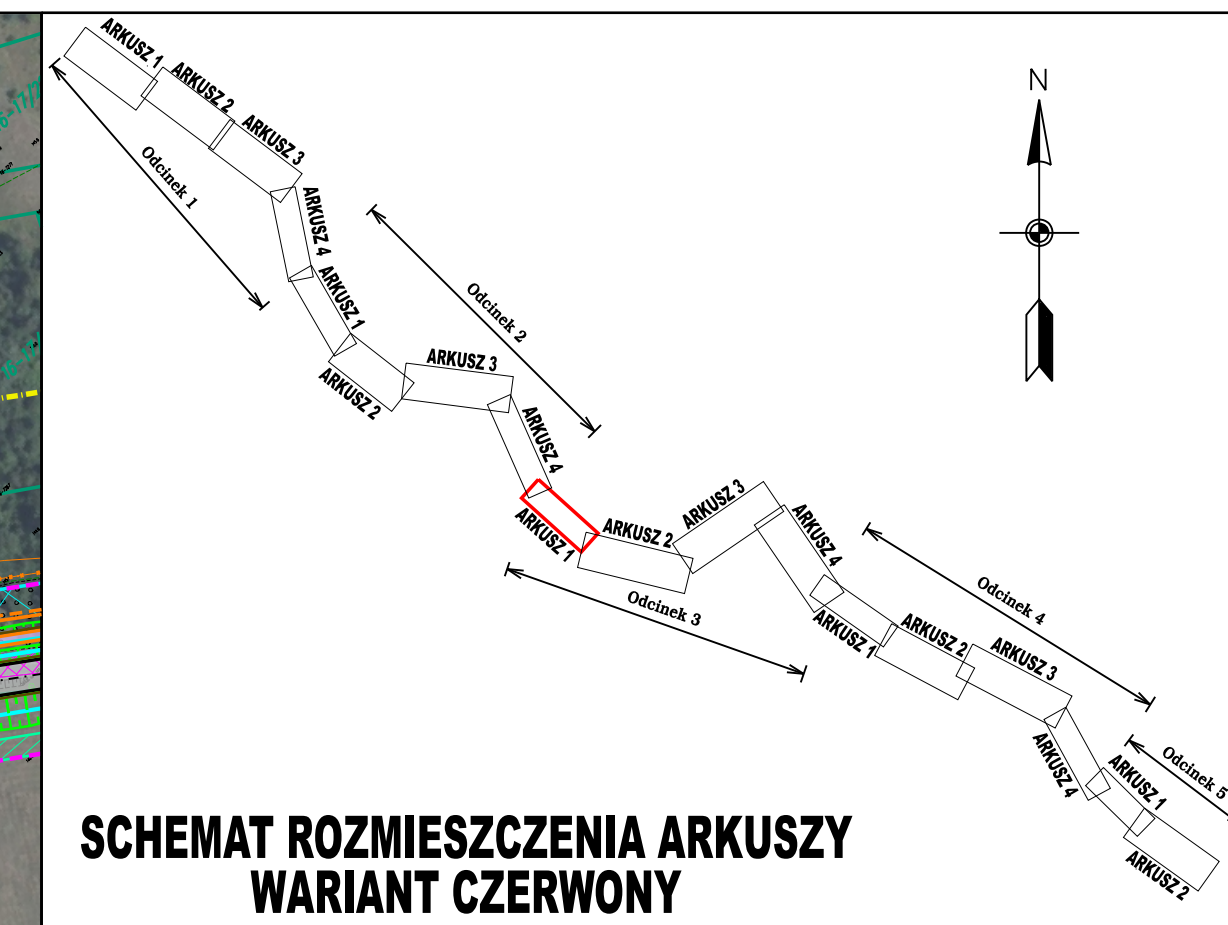 N
ARKUSZ 1
ARKUSZ 2
ARKUSZ 3
ARKUSZ 4
Odcinek 1
ARKUSZ 1
ARKUSZ 2
ARKUSZ 3
ARKUSZ 4
Odcinek 2
ARKUSZ 1
ARKUSZ 2
ARKUSZ 3
ARKUSZ 4
Odcinek 3
ARKUSZ 1
ARKUSZ 2
ARKUSZ 3
ARKUSZ 4
Odcinek 4
ARKUSZ 1
ARKUSZ 2
Odcinek 5
SCHEMAT ROZMIESZCZENIA ARKUSZY
WARIANT CZERWONY